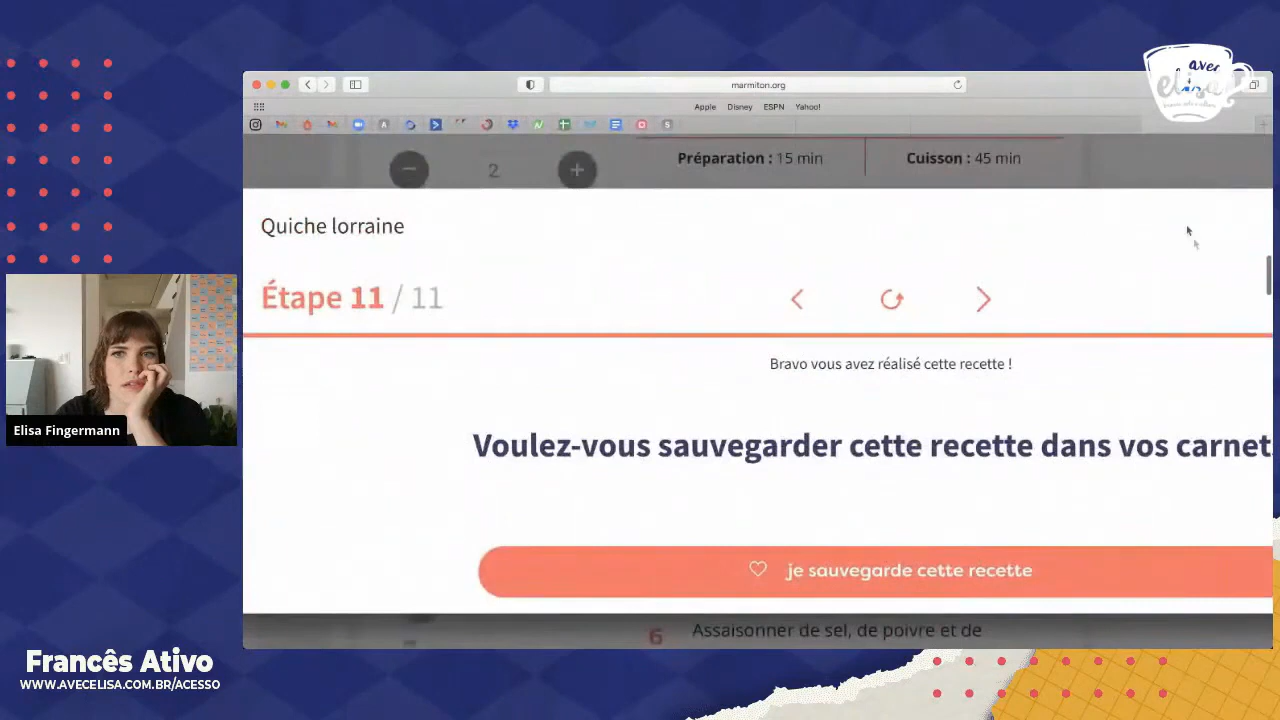 avec
elisa
marmiton.org
Apple Disney ESPN Yahoo!
2
Préparation : 15 min
Cuisson : 45 min
Quiche lorraine
Étape 11 / 11
Bravo vous avez réalisé cette recette !
Voulez-vous sauvegarder cette recette dans vos carnet
je sauvegarde cette recette
6 Assaisonner de sel, de poivre et de
Elisa Fingermann
Francês Ativo
WWW.AVECELISA.COM.BR/ACESSO